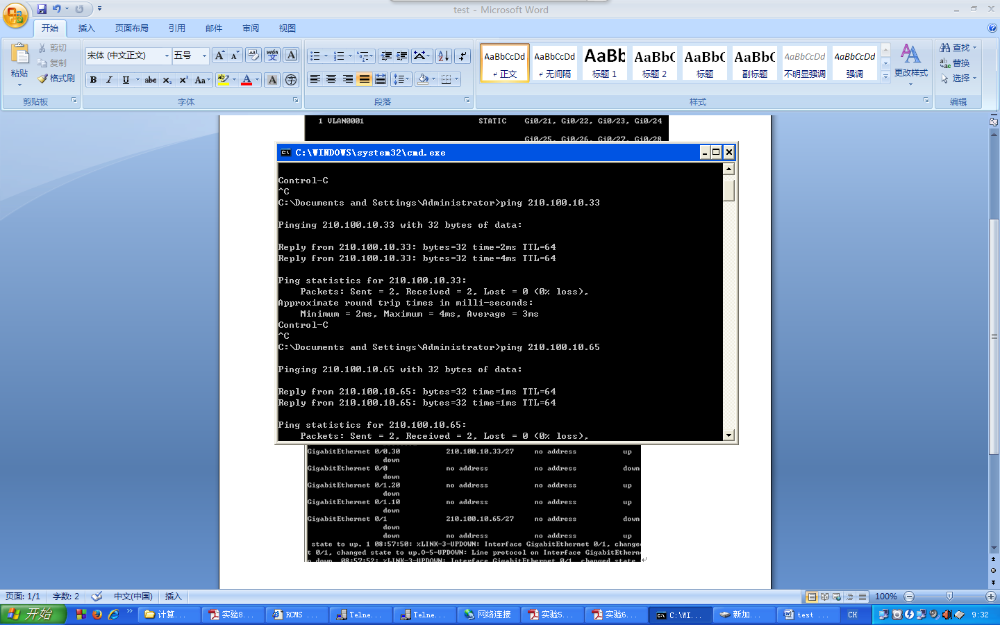 test - Microsoft Word
开始 插入 页面布局 引用 邮件 审阅 视图
粘贴
剪切
复制
格式刷
剪贴板
宋体 (中文正文) 五号
字体
段落
AaBbCcDd AaBbCcDd AaBb AaBbC AaBbC AaBbC AaBbCcDd AaBbCcDd
正文 无间隔 标题 1 标题 2 标题 副标题 不明显强调 强调
更改样式
样式
查找
替换
选择
编辑
1 VLAN0001 STATIC Gi0/21, Gi0/22, Gi0/23, Gi0/24
Gi0/25, Gi0/26, Gi0/27, Gi0/28
C:\WINDOWS\system32\cmd.exe
Control-C
^C
C:\Documents and Settings\Administrator>ping 210.100.10.33
Pinging 210.100.10.33 with 32 bytes of data:
Reply from 210.100.10.33: bytes=32 time=2ms TTL=64
Reply from 210.100.10.33: bytes=32 time=4ms TTL=64
Ping statistics for 210.100.10.33:
Packets: Sent = 2, Received = 2, Lost = 0 (0% loss),
Approximate round trip times in milli-seconds:
Minimum = 2ms, Maximum = 4ms, Average = 3ms
Control-C
^C
C:\Documents and Settings\Administrator>ping 210.100.10.65
Pinging 210.100.10.65 with 32 bytes of data:
Reply from 210.100.10.65: bytes=32 time=1ms TTL=64
Reply from 210.100.10.65: bytes=32 time=1ms TTL=64
Ping statistics for 210.100.10.65:
Packets: Sent = 2, Received = 2, Lost = 0 (0% loss),
GigabitEthernet 0/0.30 210.100.10.33/27 no address up
down
GigabitEthernet 0/0 no address no address down
down
GigabitEthernet 0/1.20 no address no address up
down
GigabitEthernet 0/1.10 no address no address up
down
GigabitEthernet 0/1 210.100.10.65/27 no address down
down
down no address no address up
state to up. 1 08:57:50: %LINK-3-UPDOWN: Interface GigabitEthernet 0/1, change
t 0/1, changed state to up.O-5-UPDOWN: Line protocol on Interface GigabitEthern
o down. 08:57:52: %LINK-3-UPDOWN: Interface GigabitEthernet 0/1, changed state
页面: 1/1 字数: 2 中文(中国) 插入 100%
开始 计算... 实验8... RCMS ... Telne... Telne... 网络连接 实验5... 实验6... C:\WI... 新加... test ... CH 9:32